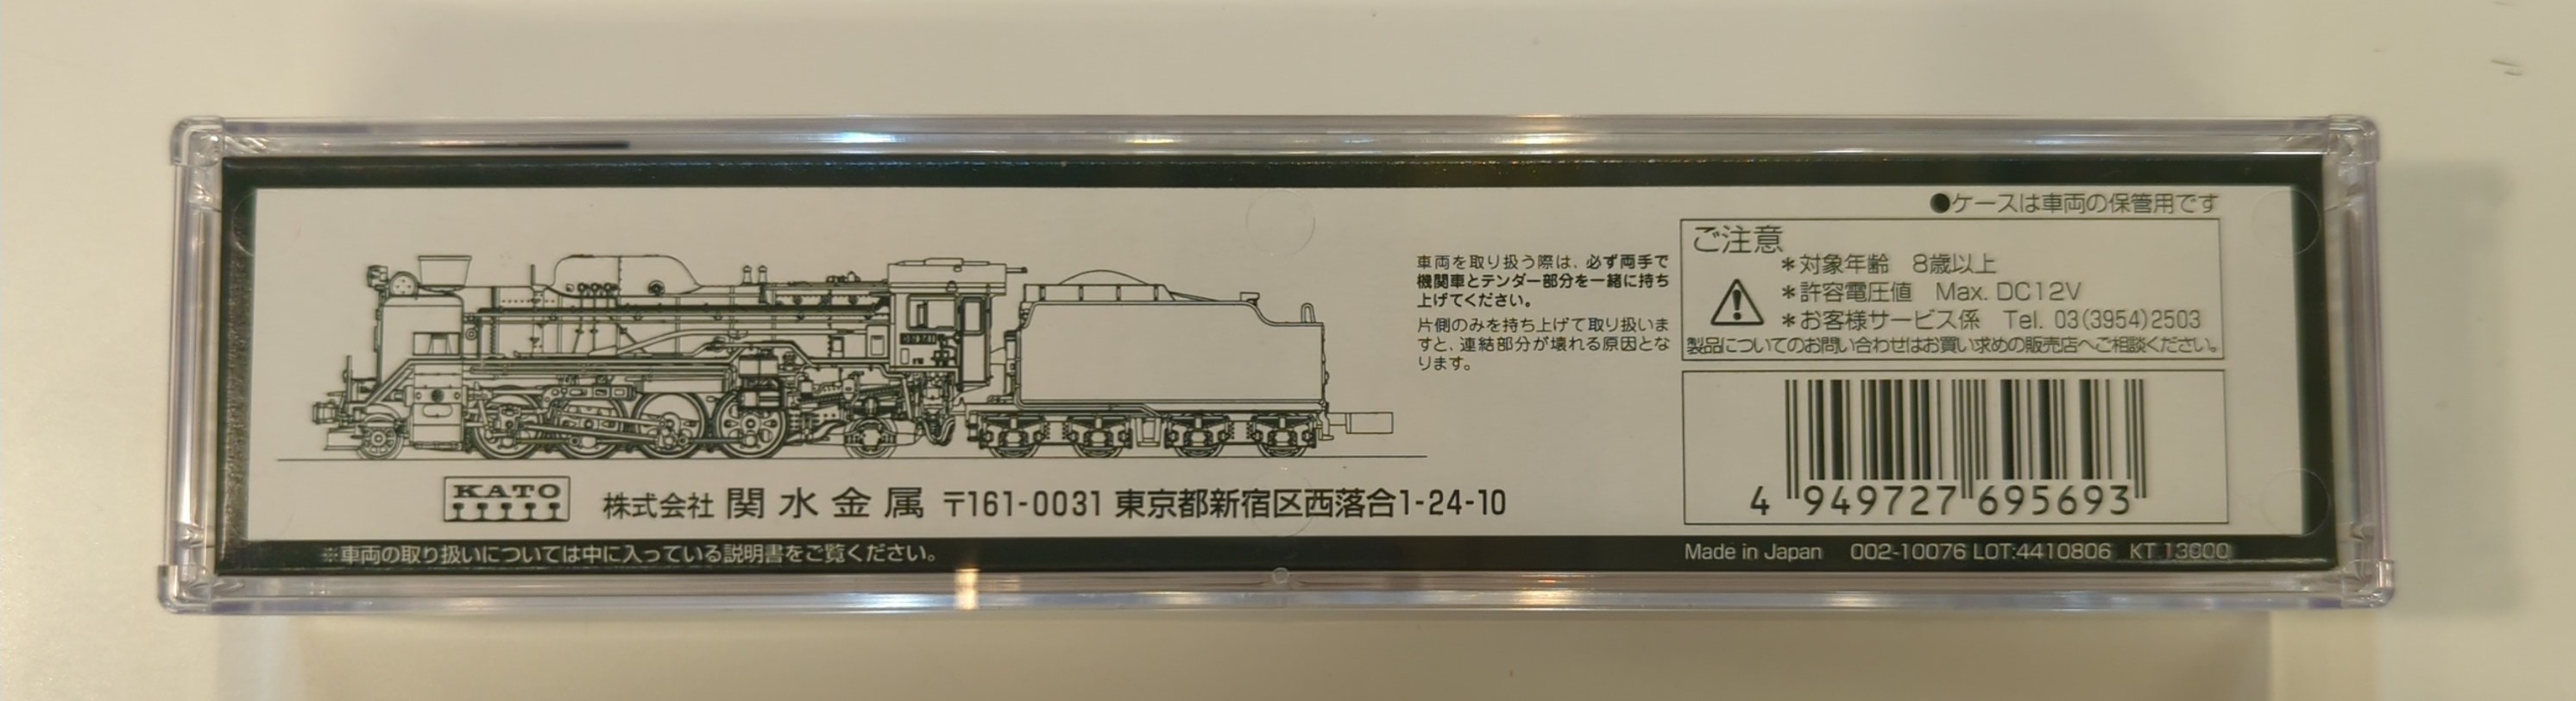 ●ケースは車両の保管用です
車両を取り扱う際は、必ず両手で
機関車とテンダー部分を一緒に持ち
上げてください。
片側のみを持ち上げて取り扱いま
すと、連結部分が壊れる原因とな
ります。
ご注意
＊対象年齢　8歳以上
＊許容電圧値　Max. DC12V
＊お客様サービス係　Tel. 03(3954)2503
製品についてのお問い合わせはお買い求めの販売店へご相談ください。
4 949727 695693
KATO 株式会社 関水金属 〒161-0031 東京都新宿区西落合1-24-10
※車両の取り扱いについては中に入っている説明書をご覧ください。
Made in Japan　002-10076 LOT:4410806　KT 13600